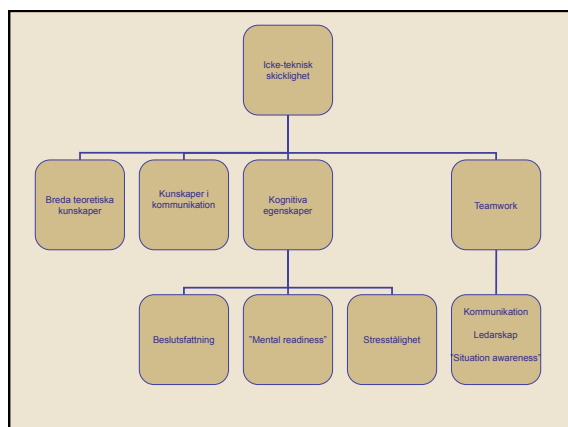 Icke-teknisk
skicklighet
Breda teoretiska
kunskaper
Kunskaper i
kommunikation
Kognitiva
egenskaper
Teamwork
Beslutsfattning
”Mental readiness”
Stresstålighet
Kommunikation
Ledarskap
”Situation awareness”